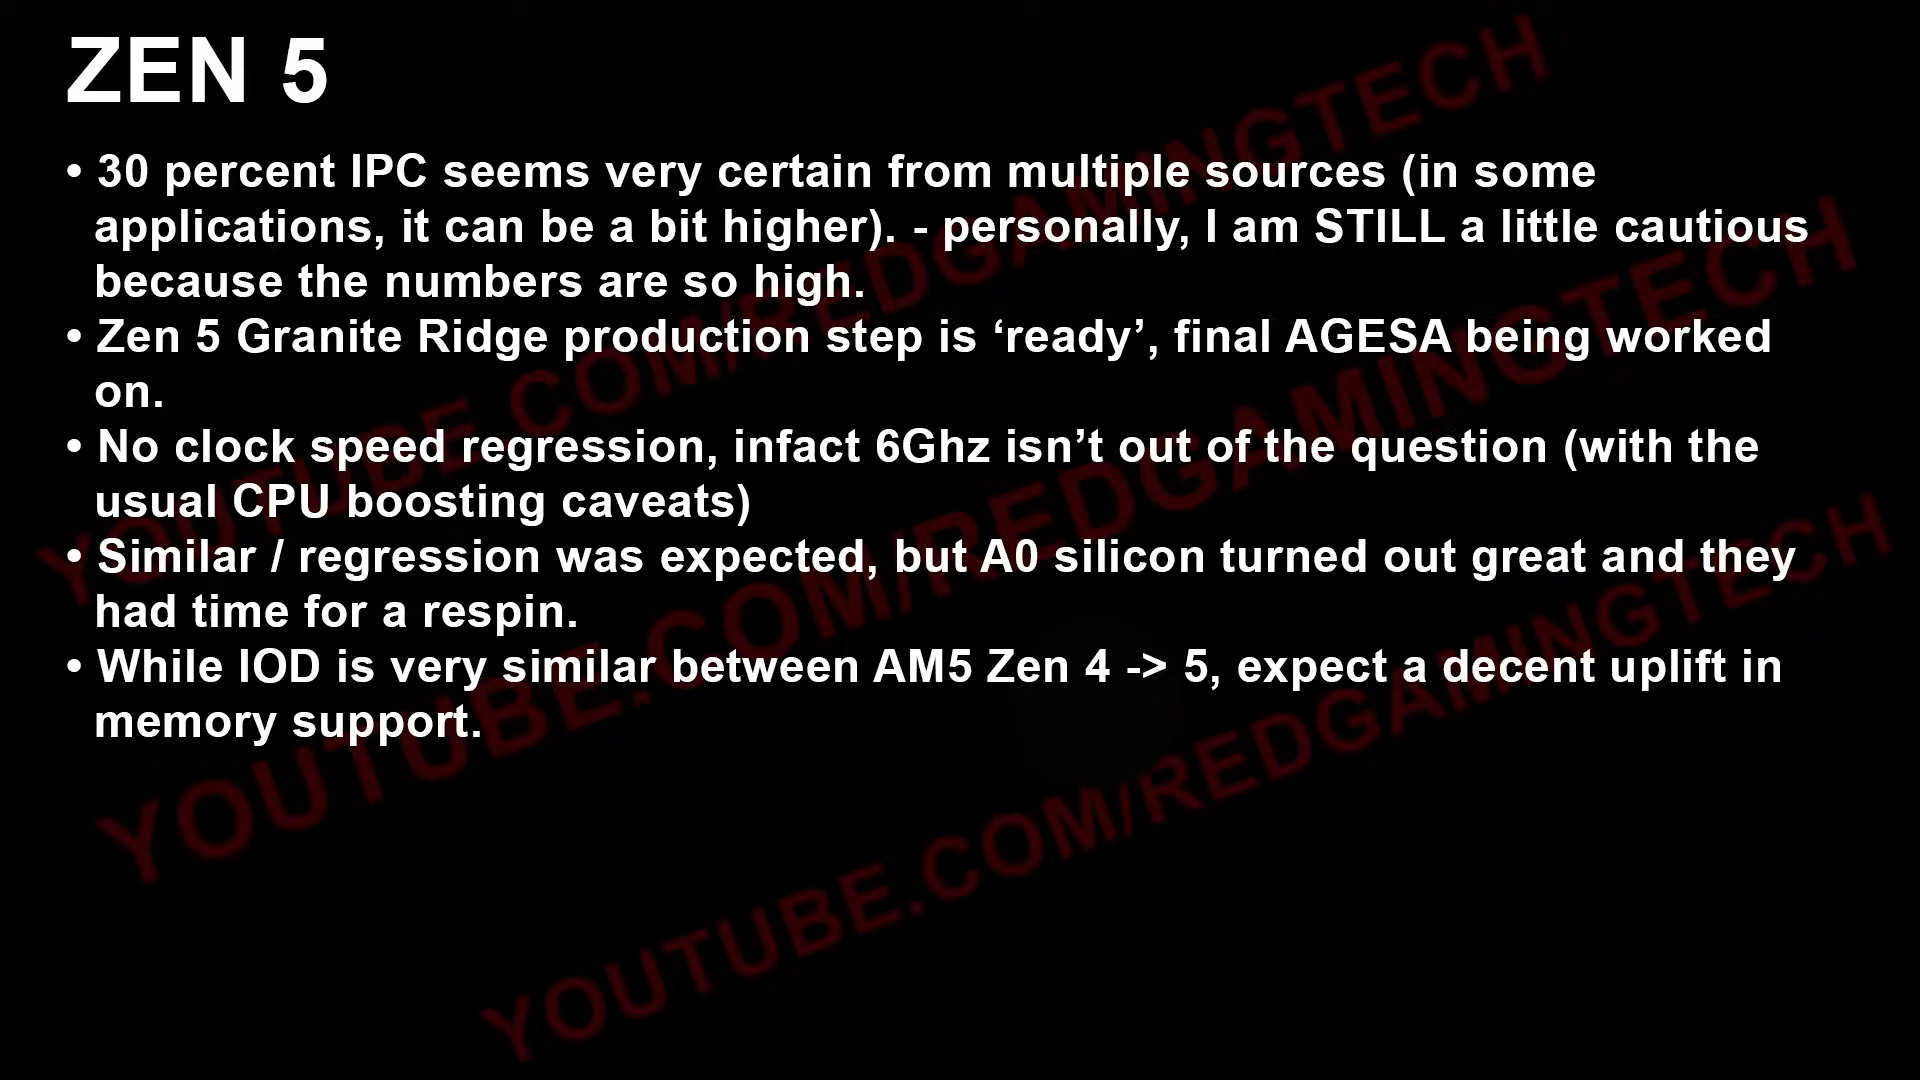 ZEN 5
• 30 percent IPC seems very certain from multiple sources (in some
applications, it can be a bit higher). - personally, I am STILL a little cautious
because the numbers are so high.
• Zen 5 Granite Ridge production step is ‘ready’, final AGESA being worked
on.
• No clock speed regression, infact 6Ghz isn’t out of the question (with the
usual CPU boosting caveats)
• Similar / regression was expected, but A0 silicon turned out great and they
had time for a respin.
• While IOD is very similar between AM5 Zen 4 -> 5, expect a decent uplift in
memory support.
YOUTUBE.COM/REDGAMINGTECH
YOUTUBE.COM/REDGAMINGTECH
YOUTUBE.COM/REDGAMINGTECH